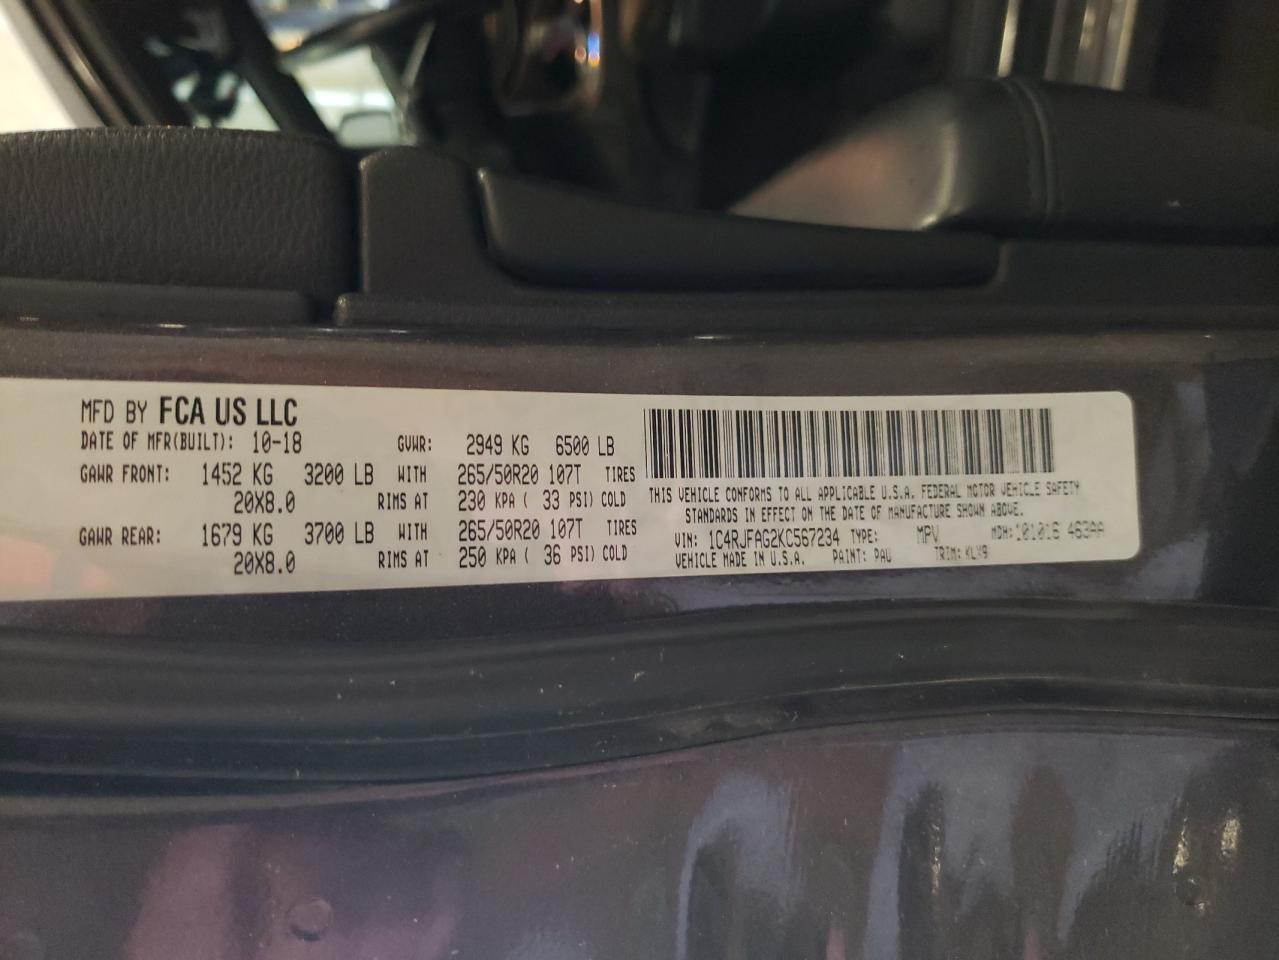 MFD BY FCA US LLC
DATE OF MFR(BUILT): 10-18 GVWR: 2949 KG 6500 LB
GAWR FRONT: 1452 KG 3200 LB WITH 265/50R20 107T TIRES
20X8.0 RIMS AT 230 KPA ( 33 PSI) COLD
GAWR REAR: 1679 KG 3700 LB WITH 265/50R20 107T TIRES
20X8.0 RIMS AT 250 KPA ( 36 PSI) COLD
THIS VEHICLE CONFORMS TO ALL APPLICABLE U.S.A. FEDERAL MOTOR VEHICLE SAFETY
STANDARDS IN EFFECT ON THE DATE OF MANUFACTURE SHOWN ABOVE.
VIN: 1C4RJFAG2KC567234 TYPE: MPV MDH: 101016 463AA
VEHICLE MADE IN U.S.A. PAINT: PAU TRIM: